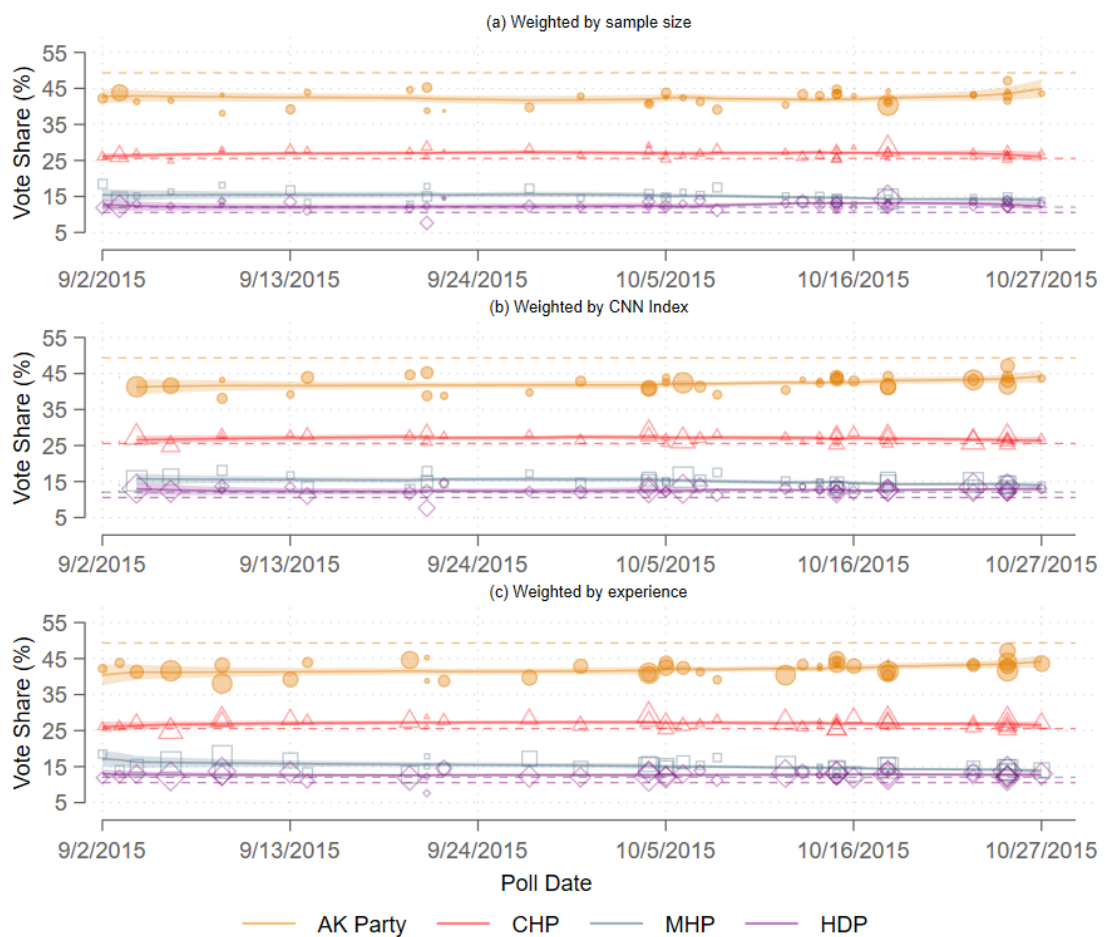 (a) Weighted by sample size
Vote Share (%)
55
45
35
25
15
5
9/2/2015 9/13/2015 9/24/2015 10/5/2015 10/16/2015 10/27/2015
(b) Weighted by CNN Index
Vote Share (%)
55
45
35
25
15
5
9/2/2015 9/13/2015 9/24/2015 10/5/2015 10/16/2015 10/27/2015
(c) Weighted by experience
Vote Share (%)
55
45
35
25
15
5
9/2/2015 9/13/2015 9/24/2015 10/5/2015 10/16/2015 10/27/2015
Poll Date
AK Party CHP MHP HDP